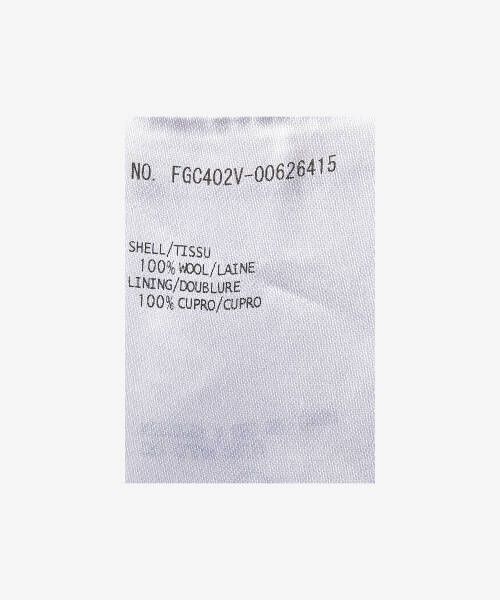 NO. FGC402V-00626415
SHELL/TISSU
100% WOOL/LAINE
LINING/DOUBLURE
100% CUPRO/CUPRO